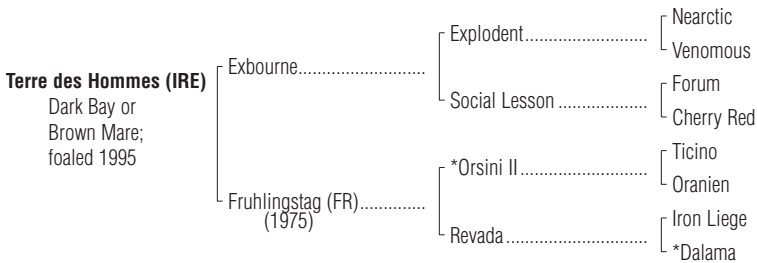 Nearctic
Explodent............................
Venomous
Exbourne.............................
Forum
Social Lesson ....................
Cherry Red
Terre des Hommes (IRE)
Dark Bay or
Brown Mare;
foaled 1995
Ticino
*Orsini II.............................
Oranien
Fruhlingstag (FR)..............
(1975)
Iron Liege
Revada................................
*Dalama